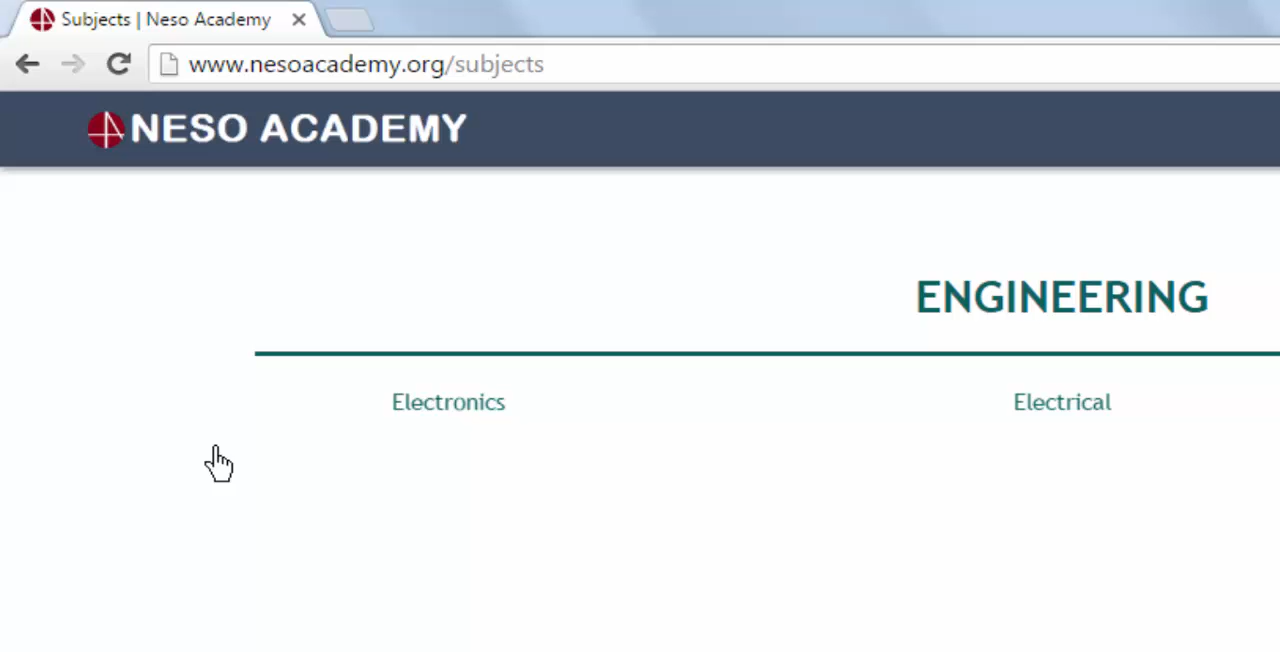 Subjects | Neso Academy
www.nesoacademy.org/subjects
NESO ACADEMY
ENGINEERING
Electronics Electrical